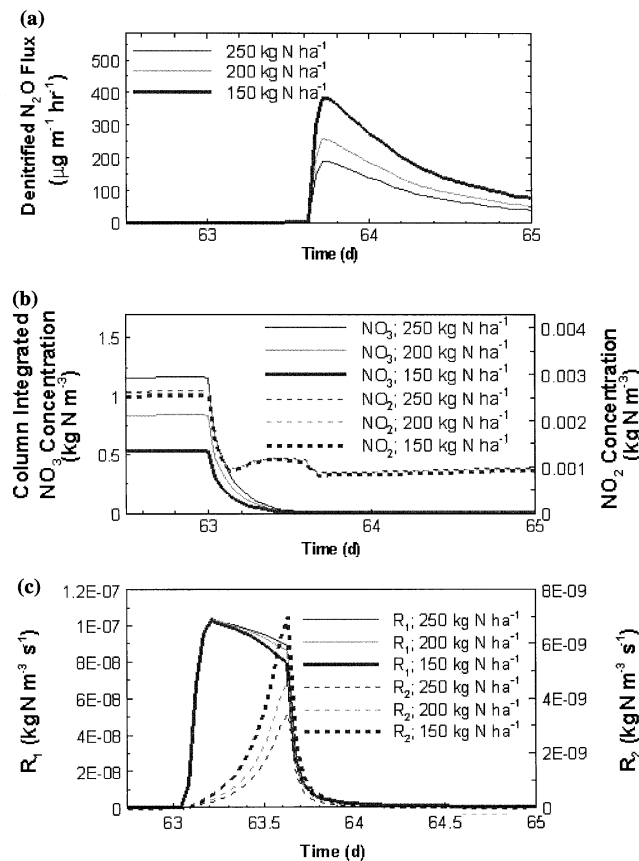 (a)
Denitrified N₂O Flux
(μg m⁻¹ hr⁻¹)
500
400
300
200
100
0
250 kg N ha⁻¹
200 kg N ha⁻¹
150 kg N ha⁻¹
63
64
65
Time (d)
(b)
Column Integrated
NO₃ Concentration
(kg N m⁻³)
1.5
1
0.5
0
NO₃; 250 kg N ha⁻¹
NO₃; 200 kg N ha⁻¹
NO₃; 150 kg N ha⁻¹
NO₂; 250 kg N ha⁻¹
NO₂; 200 kg N ha⁻¹
NO₂; 150 kg N ha⁻¹
0.004
0.003
0.002
0.001
0
NO₂ Concentration
(kg N m⁻³)
63
64
65
Time (d)
(c)
R₁ (kg N m⁻³ s⁻¹)
1.2E-07
1E-07
8E-08
6E-08
4E-08
2E-08
0
R₁; 250 kg N ha⁻¹
R₁; 200 kg N ha⁻¹
R₁; 150 kg N ha⁻¹
R₂; 250 kg N ha⁻¹
R₂; 200 kg N ha⁻¹
R₂; 150 kg N ha⁻¹
8E-09
6E-09
4E-09
2E-09
0
R₂ (kg N m⁻³ s⁻¹)
63
63.5
64
64.5
65
Time (d)